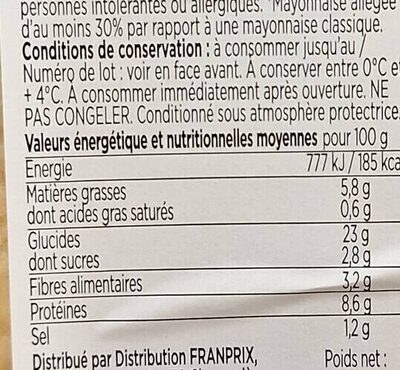 personnes intolérantes ou allergiques. *Mayonnaise allégée
d'au moins 30% par rapport à une mayonnaise classique.
Conditions de conservation : à consommer jusqu'au /
Numéro de lot : voir en face avant. A conserver entre 0°C et
+ 4°C. A consommer immédiatement après ouverture. NE
PAS CONGELER. Conditionné sous atmosphère protectrice.
Valeurs énergétique et nutritionnelles moyennes pour 100 g
Energie 777 kJ / 185 kca
Matières grasses 5,8 g
dont acides gras saturés 0,6 g
Glucides 23 g
dont sucres 2,8 g
Fibres alimentaires 3,2 g
Protéines 8,6 g
Sel 1,2 g
Distribué par Distribution FRANPRIX, Poids net :